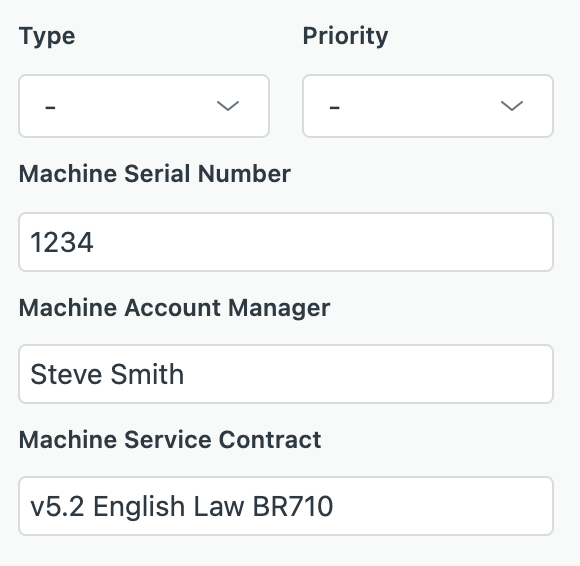 Type Priority
- -
Machine Serial Number
1234
Machine Account Manager
Steve Smith
Machine Service Contract
v5.2 English Law BR710